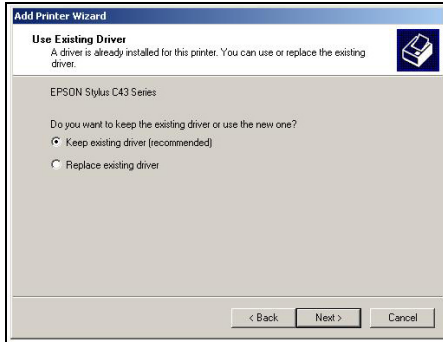 Add Printer Wizard
Use Existing Driver
A driver is already installed for this printer. You can use or replace the existing
driver.
EPSON Stylus C43 Series
Do you want to keep the existing driver or use the new one?
Keep existing driver (recommended)
Replace existing driver
< Back Next > Cancel